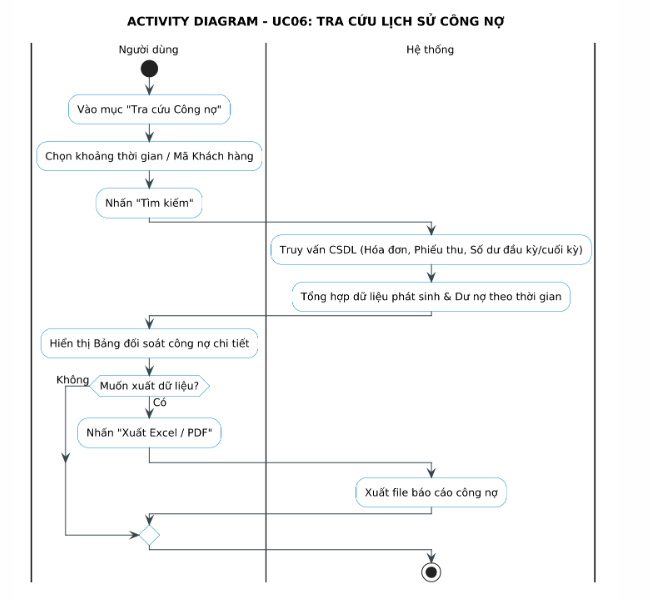 ACTIVITY DIAGRAM - UC06: TRA CỨU LỊCH SỬ CÔNG NỢ
Người dùng
Hệ thống
Vào mục "Tra cứu Công nợ"
Chọn khoảng thời gian / Mã Khách hàng
Nhấn "Tìm kiếm"
Truy vấn CSDL (Hóa đơn, Phiếu thu, Số dư đầu kỳ/cuối kỳ)
Tổng hợp dữ liệu phát sinh & Dư nợ theo thời gian
Hiển thị Bảng đối soát công nợ chi tiết
Không
Muốn xuất dữ liệu?
Có
Nhấn "Xuất Excel / PDF"
Xuất file báo cáo công nợ